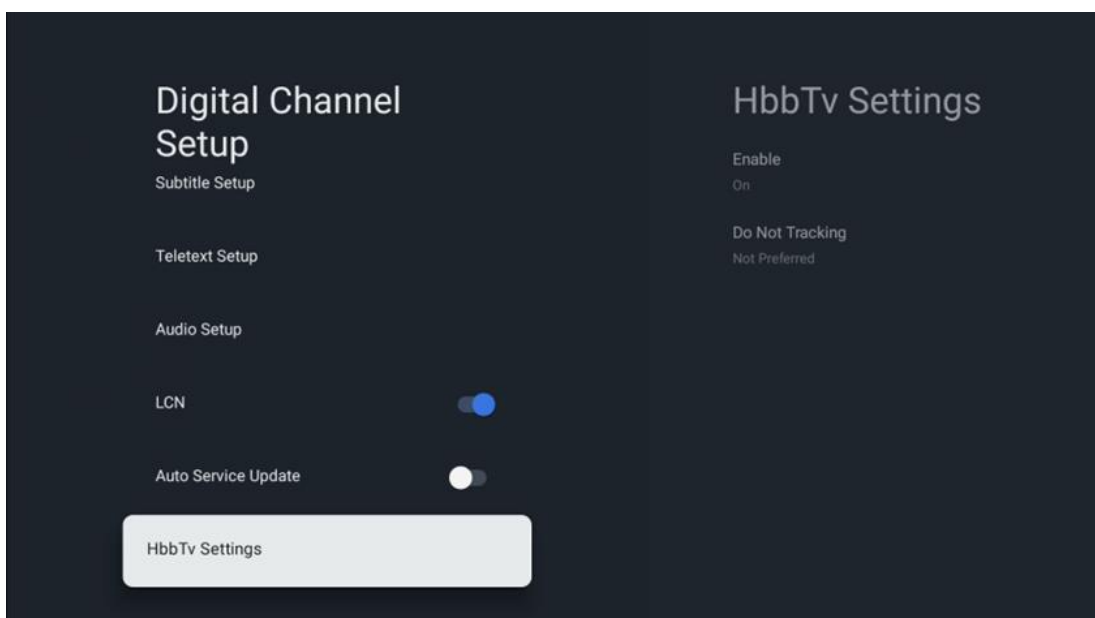 Digital Channel
Setup
Subtitle Setup
Teletext Setup
Audio Setup
LCN
Auto Service Update
HbbTv Settings
HbbTv Settings
Enable
On
Do Not Tracking
Not Preferred